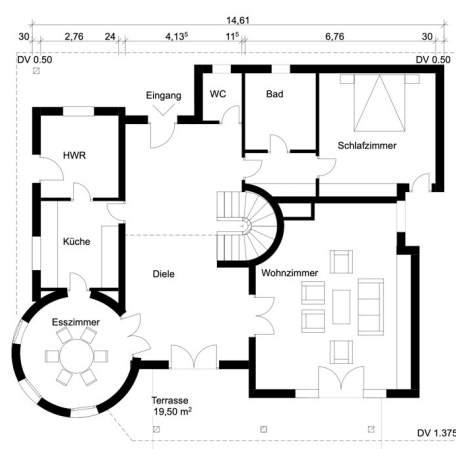 14,61
30 2,76 24 4,13⁵ 11⁵ 6,76 30
DV 0.50 DV 0.50
Eingang WC Bad
Schlafzimmer
HWR
Küche
Diele Wohnzimmer
Esszimmer
Terrasse
19,50 m²
DV 1.375